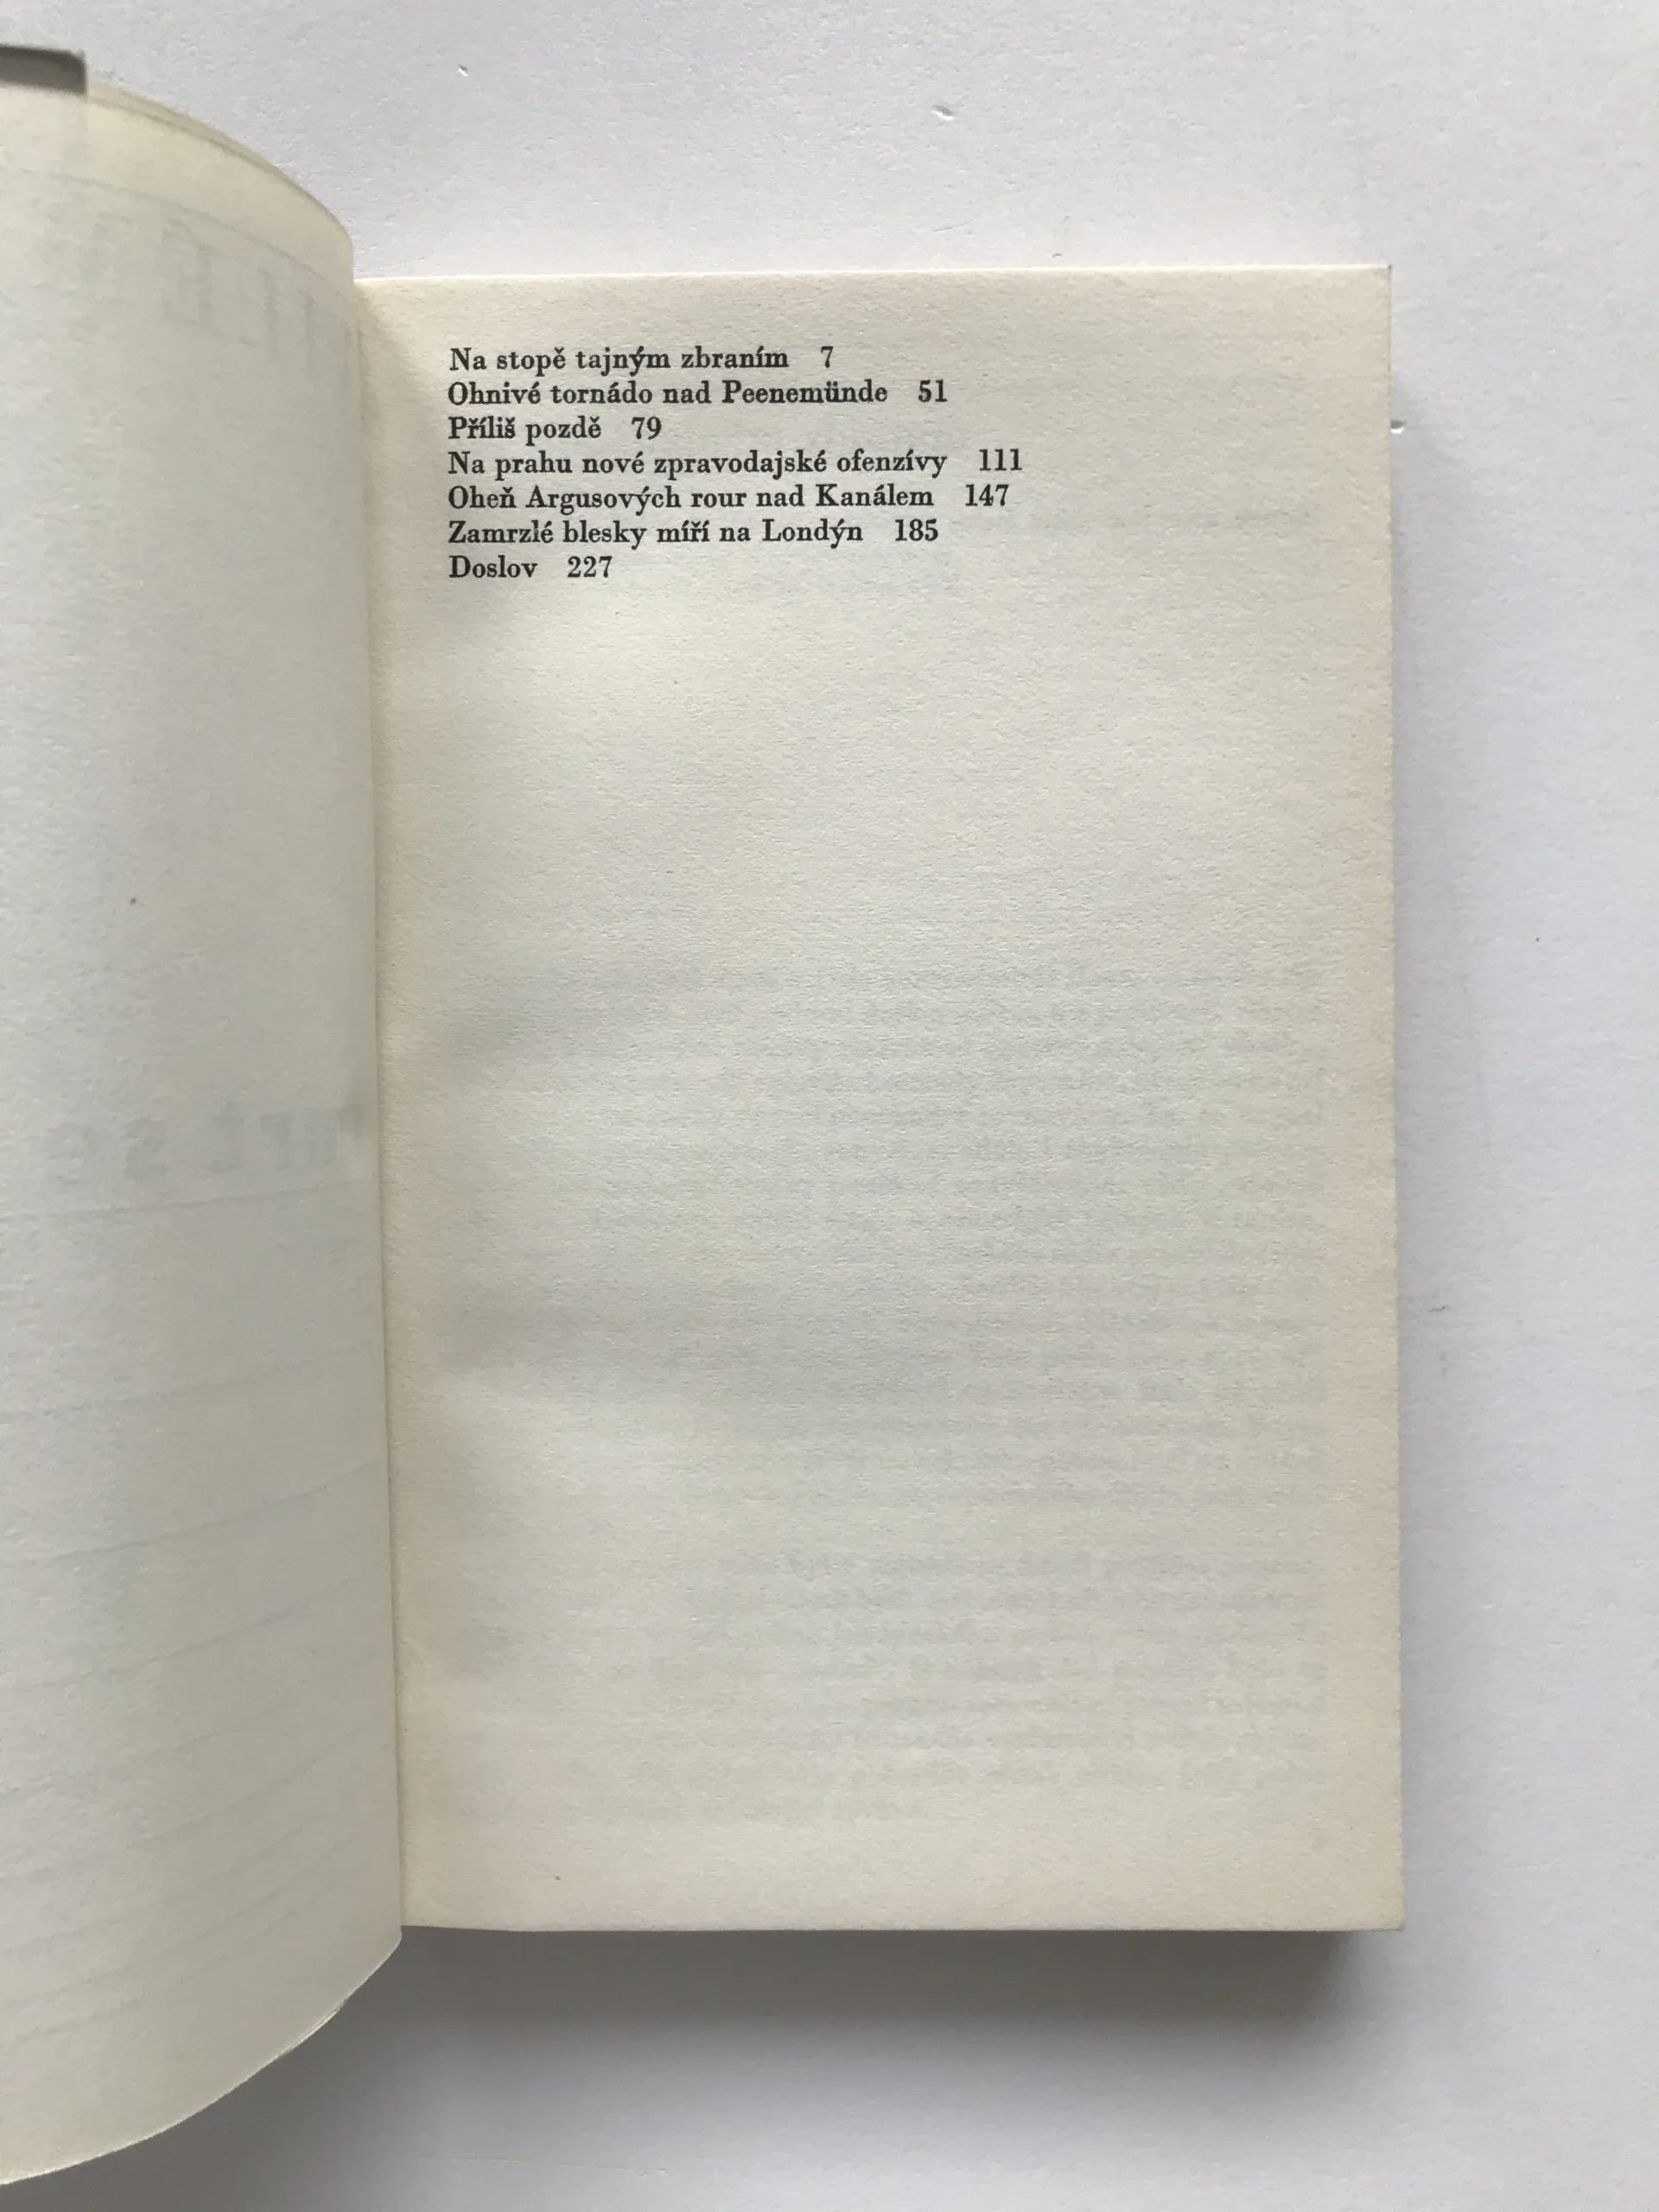 Na stopě tajným zbraním 7
Ohnivé tornádo nad Peenemünde 51
Příliš pozdě 79
Na prahu nové zpravodajské ofenzívy 111
Oheň Argusových rour nad Kanálem 147
Zamrzlé blesky míří na Londýn 185
Doslov 227